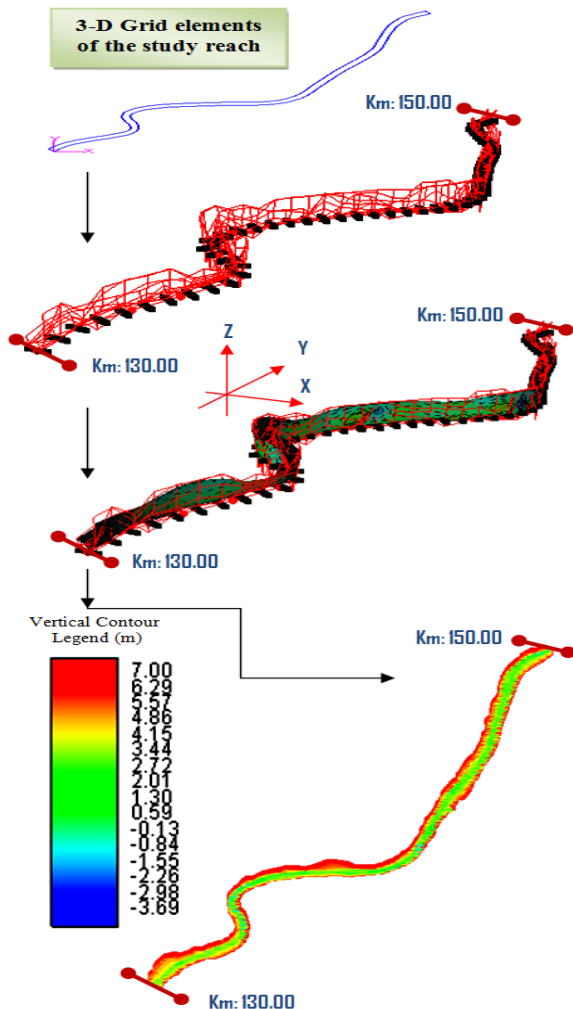 3-D Grid elements
of the study reach
Y
X
Km: 150.00
Km: 130.00
Km: 150.00
Z
Y
X
Km: 130.00
Vertical Contour
Legend (m)
7.00
6.29
5.57
4.86
4.15
3.44
2.72
2.01
1.30
0.59
-0.13
-0.84
-1.55
-2.26
-2.98
-3.69
Km: 150.00
Km: 130.00